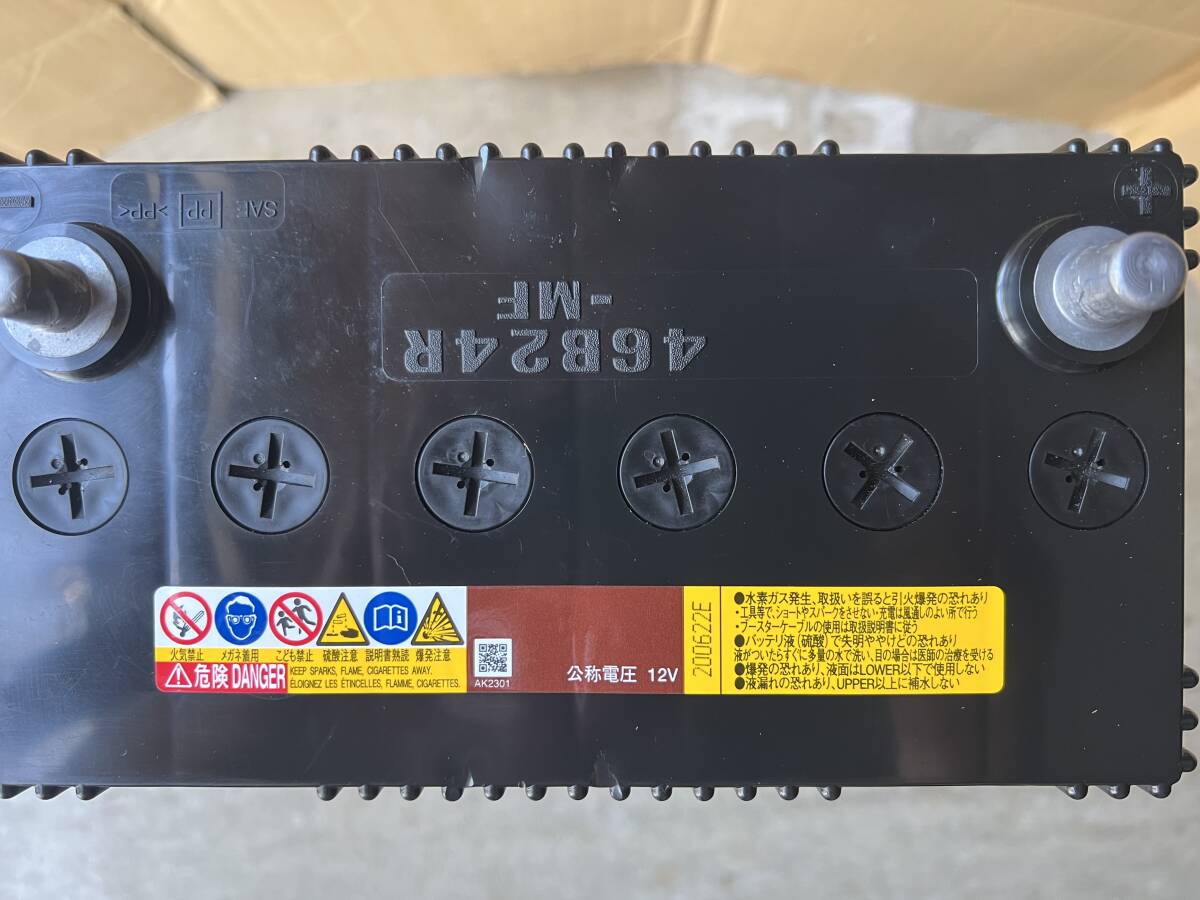 SAE PP >PP<
46B24R
-MF
火気禁止 メガネ着用 こども禁止 硫酸注意 説明書熟読 爆発注意
危険 DANGER
KEEP SPARKS, FLAME, CIGARETTES AWAY.
ÉLOIGNEZ LES ÉTINCELLES, FLAMME, CIGARETTES.
AK2301
公称電圧 12V
200622E
●水素ガス発生、取扱いを誤ると引火爆発の恐れあり
・工具等で、ショートやスパークをさせない・充電は風通しのよい所で行う
・ブースターケーブルの使用は取扱説明書に従う
●バッテリ液(硫酸)で失明ややけどの恐れあり
液がついたらすぐに多量の水で洗い、目の場合は医師の治療を受ける
●爆発の恐れあり、液面はLOWER以下で使用しない
●液漏れの恐れあり、UPPER以上に補水しない